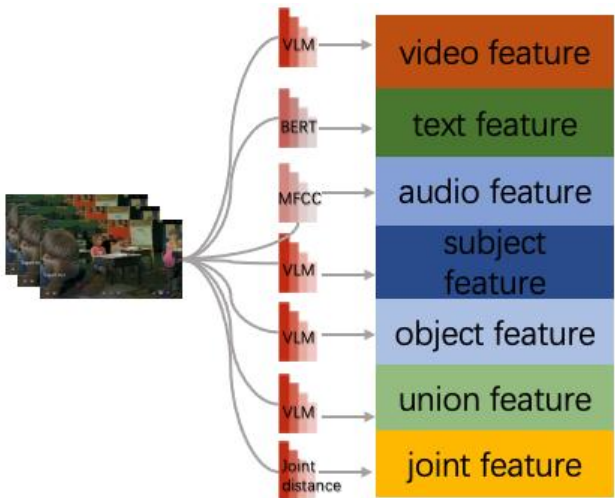 VLM
video feature
BERT
text feature
MFCC
audio feature
VLM
subject
feature
VLM
object feature
VLM
union feature
Joint
distance
joint feature